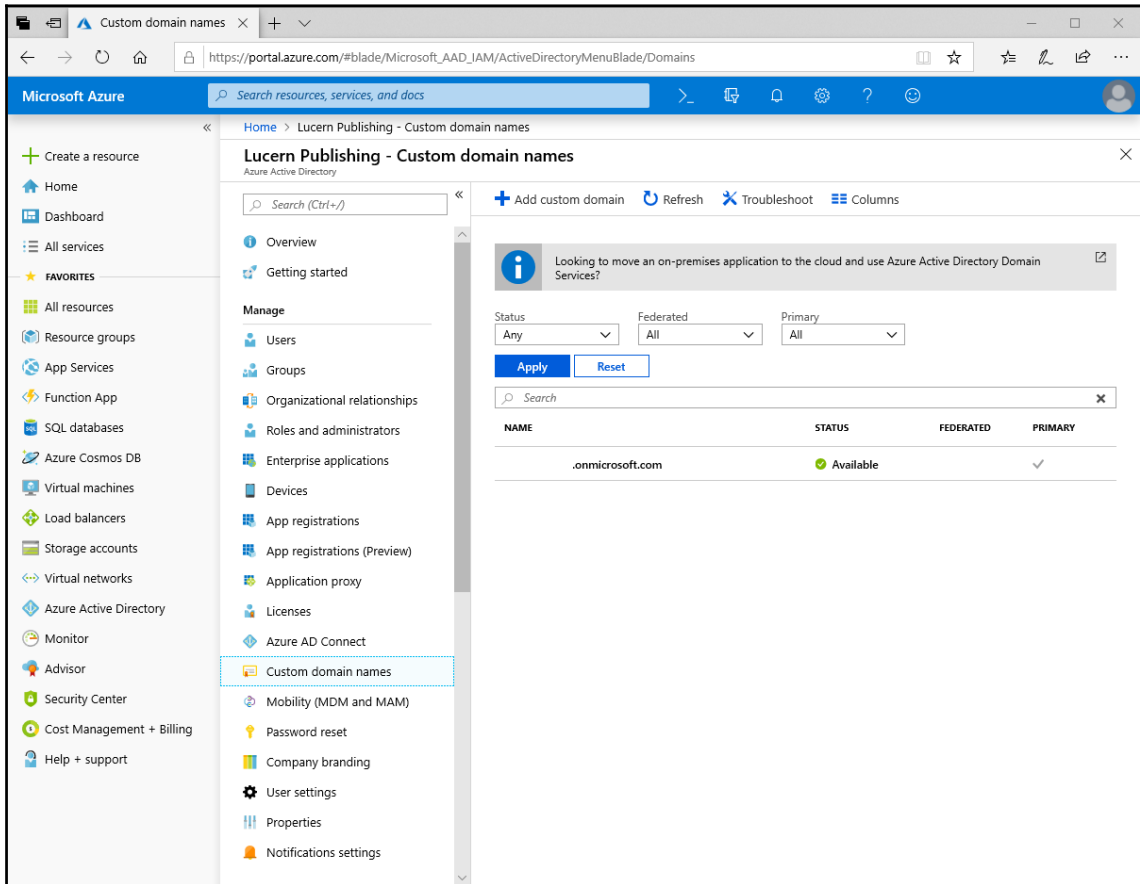 Custom domain names
https://portal.azure.com/#blade/Microsoft_AAD_IAM/ActiveDirectoryMenuBlade/Domains
Microsoft Azure
Search resources, services, and docs
Home > Lucern Publishing - Custom domain names
Lucern Publishing - Custom domain names
Azure Active Directory
Create a resource
Home
Dashboard
All services
FAVORITES
All resources
Resource groups
App Services
Function App
SQL databases
Azure Cosmos DB
Virtual machines
Load balancers
Storage accounts
Virtual networks
Azure Active Directory
Monitor
Advisor
Security Center
Cost Management + Billing
Help + support
Search (Ctrl+/)
Overview
Getting started
Manage
Users
Groups
Organizational relationships
Roles and administrators
Enterprise applications
Devices
App registrations
App registrations (Preview)
Application proxy
Licenses
Azure AD Connect
Custom domain names
Mobility (MDM and MAM)
Password reset
Company branding
User settings
Properties
Notifications settings
Add custom domain Refresh Troubleshoot Columns
Looking to move an on-premises application to the cloud and use Azure Active Directory Domain
Services?
Status Federated Primary
Any All All
Apply Reset
Search
NAME STATUS FEDERATED PRIMARY
.onmicrosoft.com Available